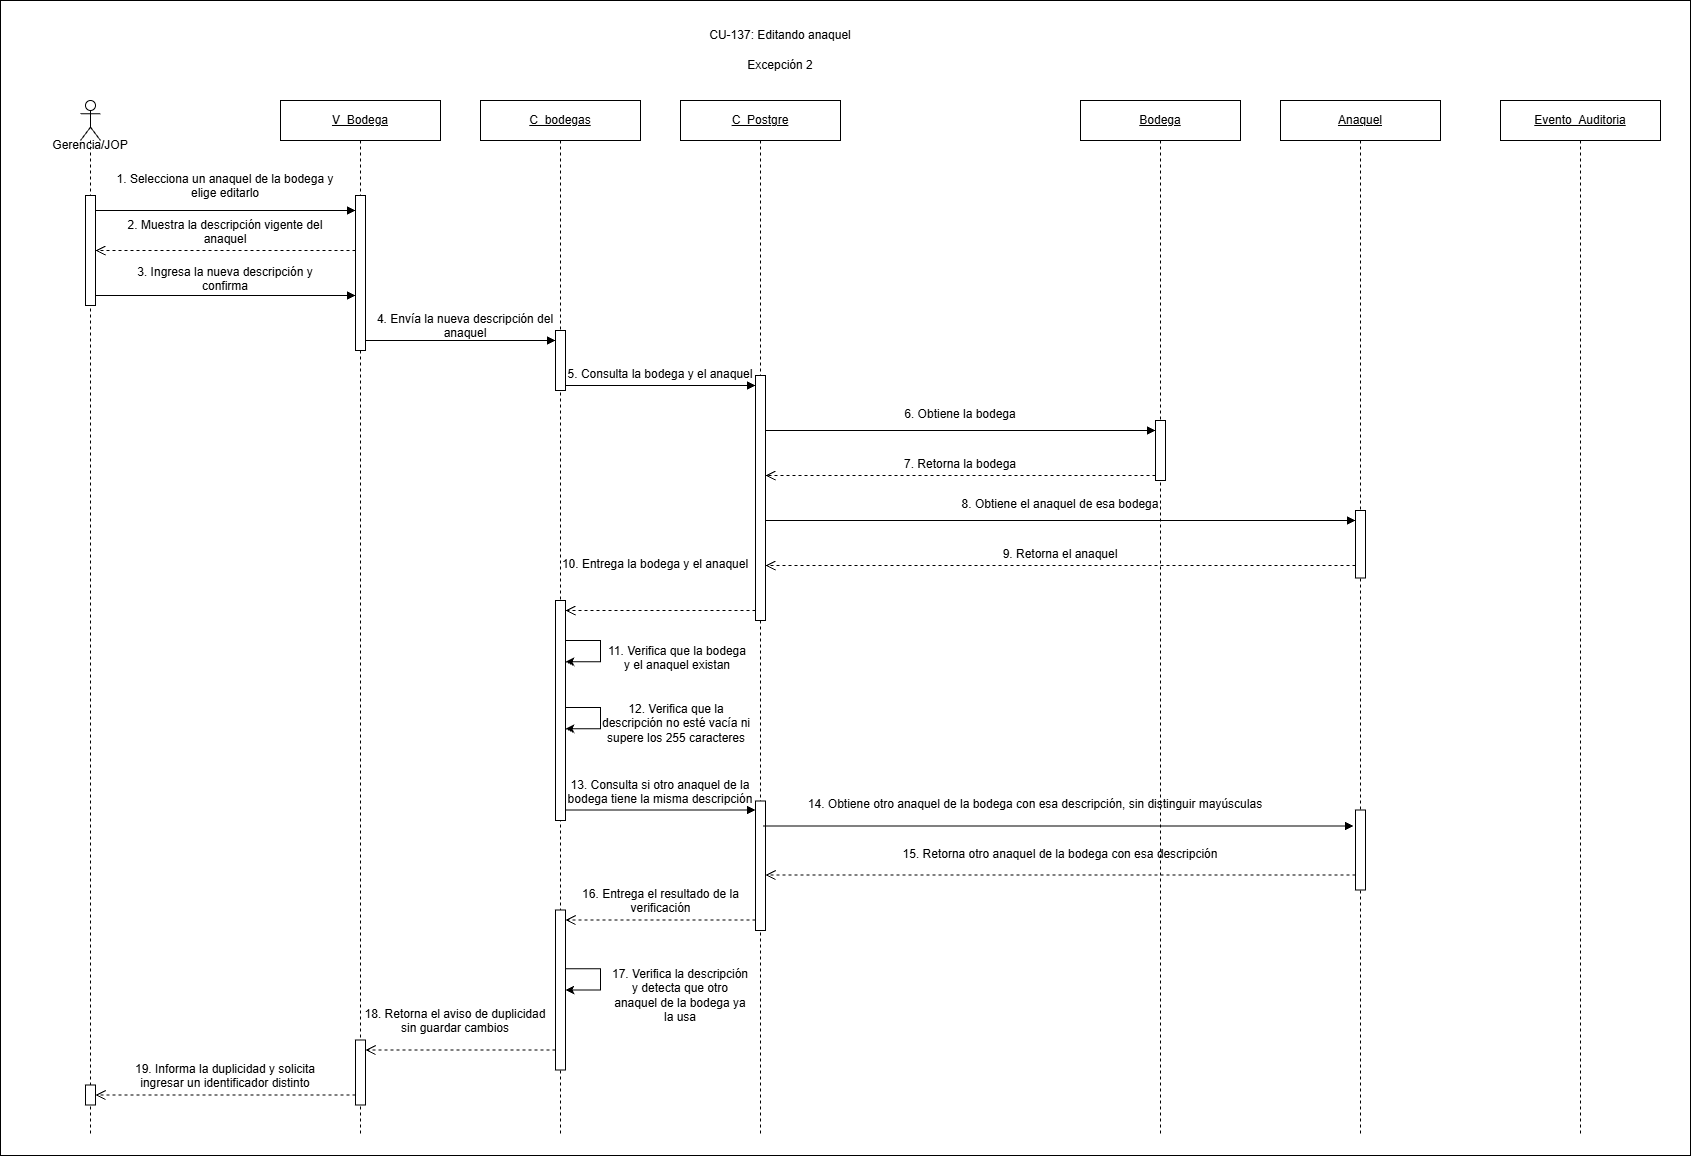 CU-137: Editando anaquel
Excepción 2
Gerencia/JOP
V_Bodega
C_bodegas
C_Postgre
Bodega
Anaquel
Evento_Auditoria
1. Selecciona un anaquel de la bodega y
elige editarlo
2. Muestra la descripción vigente del
anaquel
3. Ingresa la nueva descripción y
confirma
4. Envía la nueva descripción del
anaquel
5. Consulta la bodega y el anaquel
6. Obtiene la bodega
7. Retorna la bodega
8. Obtiene el anaquel de esa bodega
9. Retorna el anaquel
10. Entrega la bodega y el anaquel
11. Verifica que la bodega
y el anaquel existan
12. Verifica que la
descripción no esté vacía ni
supere los 255 caracteres
13. Consulta si otro anaquel de la
bodega tiene la misma descripción
14. Obtiene otro anaquel de la bodega con esa descripción, sin distinguir mayúsculas
15. Retorna otro anaquel de la bodega con esa descripción
16. Entrega el resultado de la
verificación
17. Verifica la descripción
y detecta que otro
anaquel de la bodega ya
la usa
18. Retorna el aviso de duplicidad
sin guardar cambios
19. Informa la duplicidad y solicita
ingresar un identificador distinto